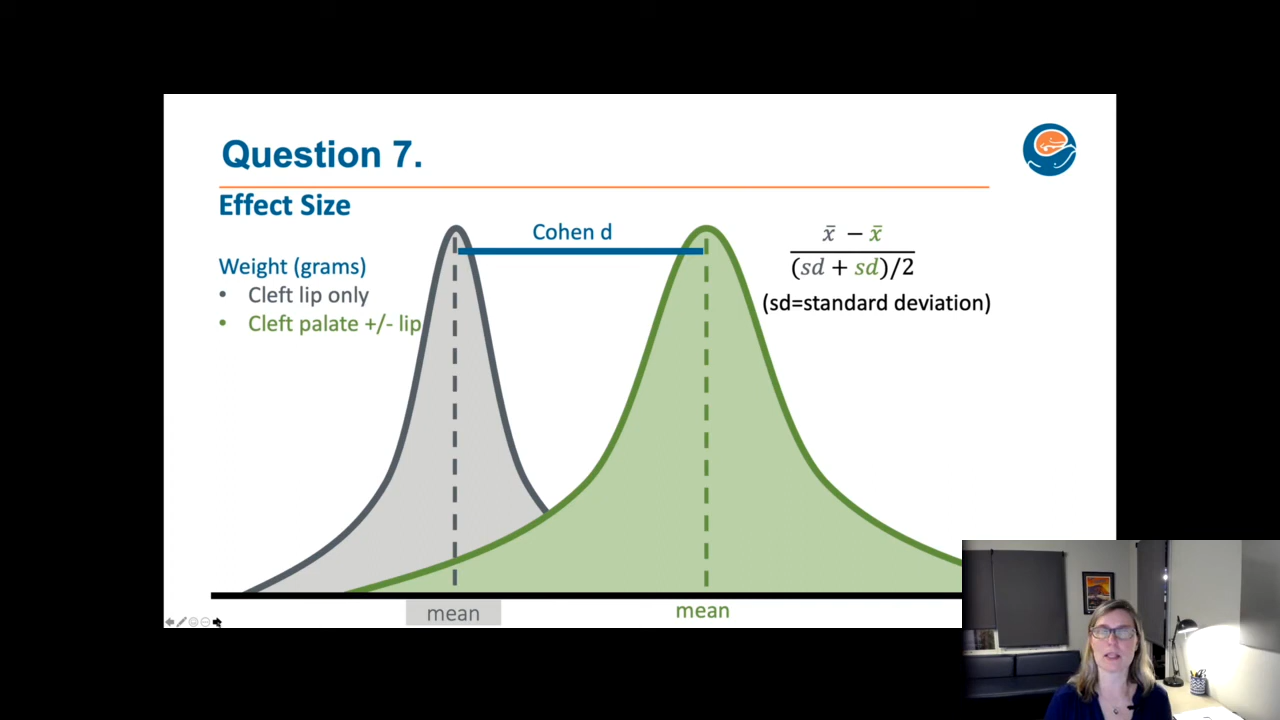 Question 7.
Effect Size
Cohen d
x̄ − x̄
(sd + sd)/2
(sd=standard deviation)
Weight (grams)
• Cleft lip only
• Cleft palate +/- lip
mean
mean